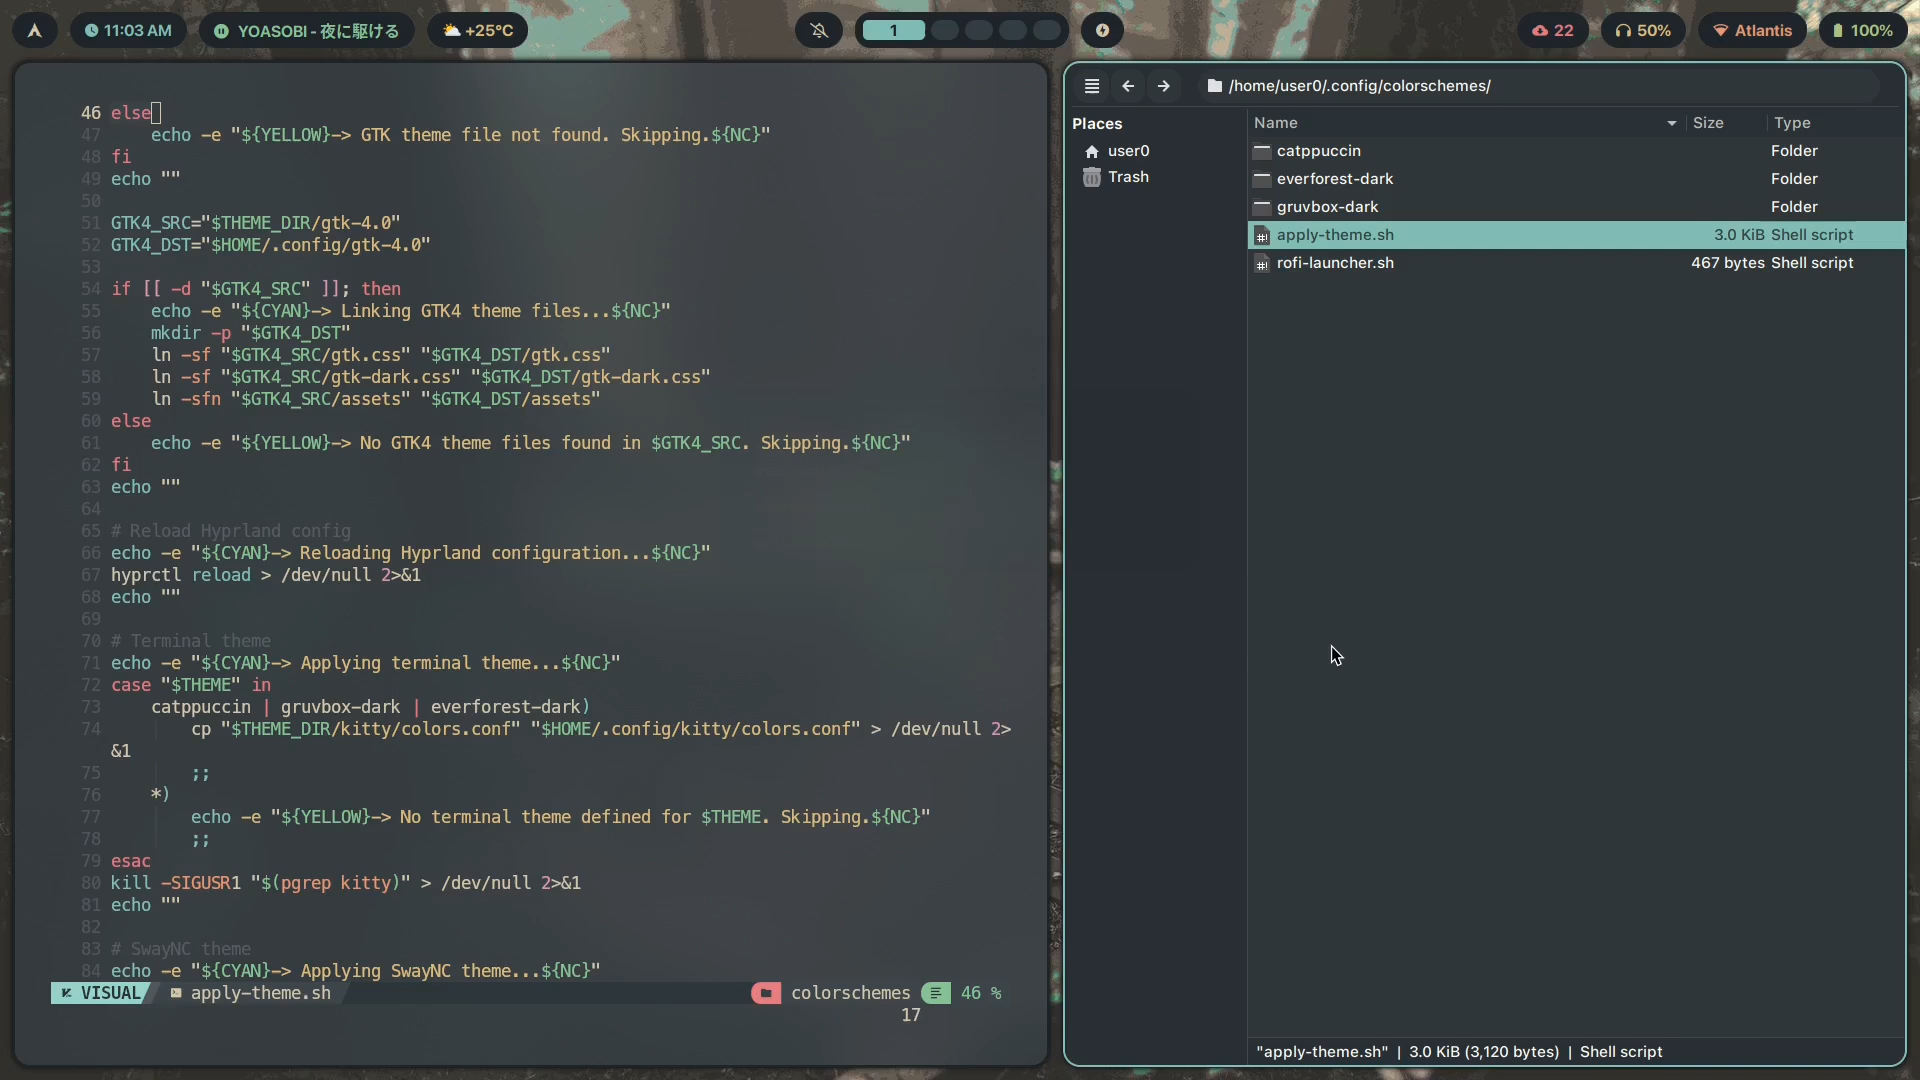 11:03 AM
YOASOBI - 夜に駆ける
+25°C
1
22
50%
Atlantis
100%
46 else
47     echo -e "${YELLOW}-> GTK theme file not found. Skipping.${NC}"
48 fi
49 echo ""
50
51 GTK4_SRC="$THEME_DIR/gtk-4.0"
52 GTK4_DST="$HOME/.config/gtk-4.0"
53
54 if [[ -d "$GTK4_SRC" ]]; then
55     echo -e "${CYAN}-> Linking GTK4 theme files...${NC}"
56     mkdir -p "$GTK4_DST"
57     ln -sf "$GTK4_SRC/gtk.css" "$GTK4_DST/gtk.css"
58     ln -sf "$GTK4_SRC/gtk-dark.css" "$GTK4_DST/gtk-dark.css"
59     ln -sfn "$GTK4_SRC/assets" "$GTK4_DST/assets"
60 else
61     echo -e "${YELLOW}-> No GTK4 theme files found in $GTK4_SRC. Skipping.${NC}"
62 fi
63 echo ""
64
65 # Reload Hyprland config
66 echo -e "${CYAN}-> Reloading Hyprland configuration...${NC}"
67 hyprctl reload > /dev/null 2>&1
68 echo ""
69
70 # Terminal theme
71 echo -e "${CYAN}-> Applying terminal theme...${NC}"
72 case "$THEME" in
73     catppuccin | gruvbox-dark | everforest-dark)
74         cp "$THEME_DIR/kitty/colors.conf" "$HOME/.config/kitty/colors.conf" > /dev/null 2>
&1
75         ;;
76     *)
77         echo -e "${YELLOW}-> No terminal theme defined for $THEME. Skipping.${NC}"
78         ;;
79 esac
80 kill -SIGUSR1 "$(pgrep kitty)" > /dev/null 2>&1
81 echo ""
82
83 # SwayNC theme
84 echo -e "${CYAN}-> Applying SwayNC theme...${NC}"
VISUAL apply-theme.sh colorschemes 46 %
17
/home/user0/.config/colorschemes/
Places
user0
Trash
Name Size Type
catppuccin Folder
everforest-dark Folder
gruvbox-dark Folder
apply-theme.sh 3.0 KiB Shell script
rofi-launcher.sh 467 bytes Shell script
"apply-theme.sh" | 3.0 KiB (3,120 bytes) | Shell script